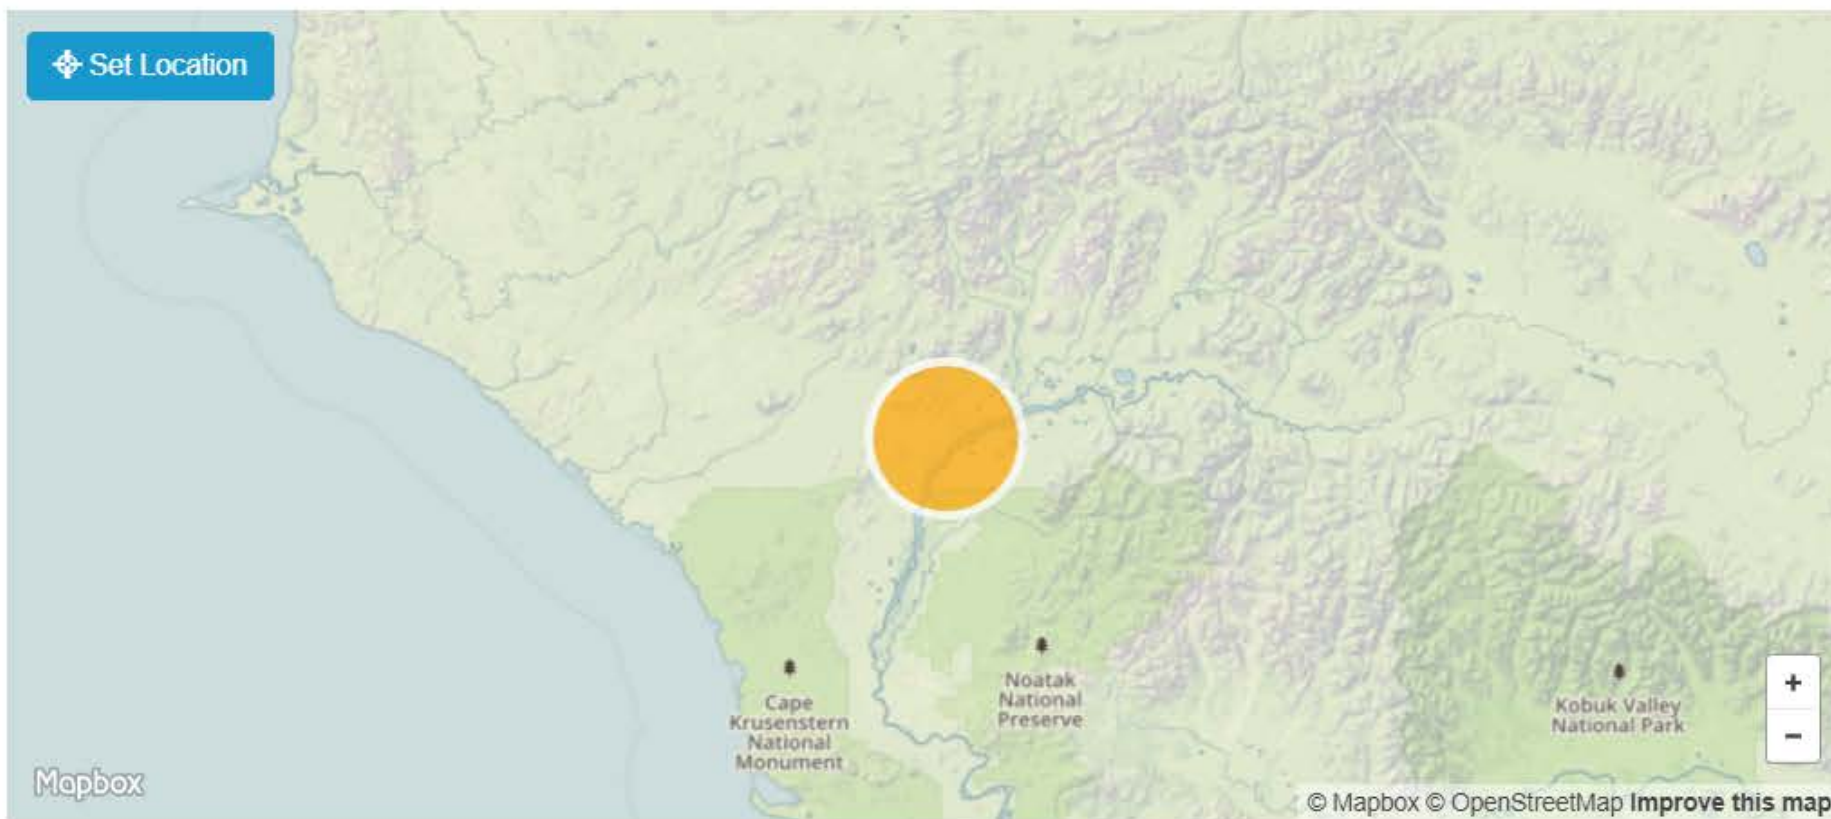 Set Location
Noatak
National
Preserve
Cape
Krusenstern
National
Monument
Kobuk Valley
National Park
+
−
Mapbox
© Mapbox © OpenStreetMap Improve this map